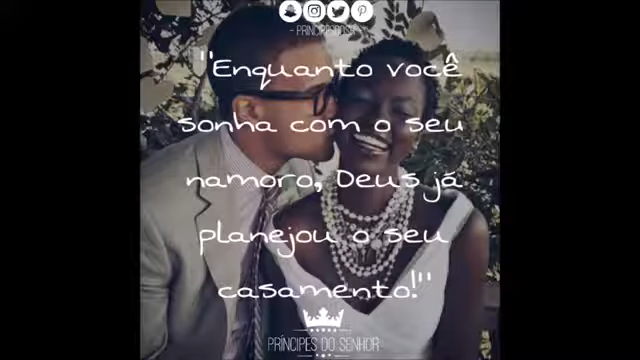 "Enquanto você
sonha com o seu
namoro, Deus já
planejou o seu
casamento!"
PRÍNCIPES DO SENHOR